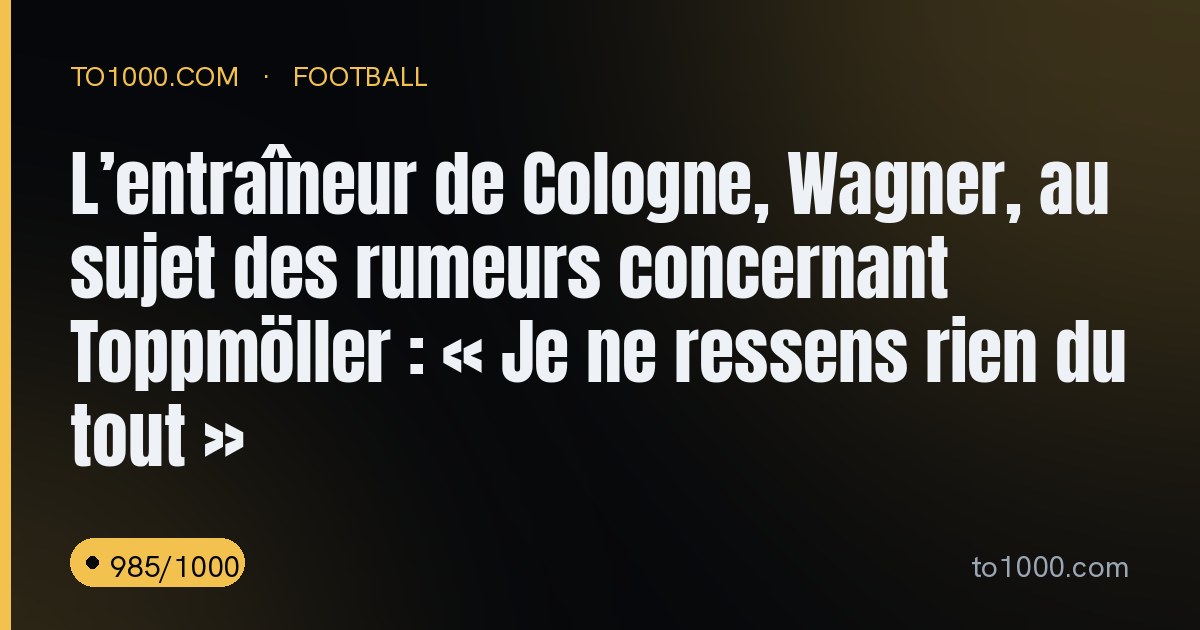 TO1000.COM · FOOTBALL
L’entraîneur de Cologne, Wagner, au
sujet des rumeurs concernant
Toppmöller : « Je ne ressens rien du
tout »
985/1000
to1000.com